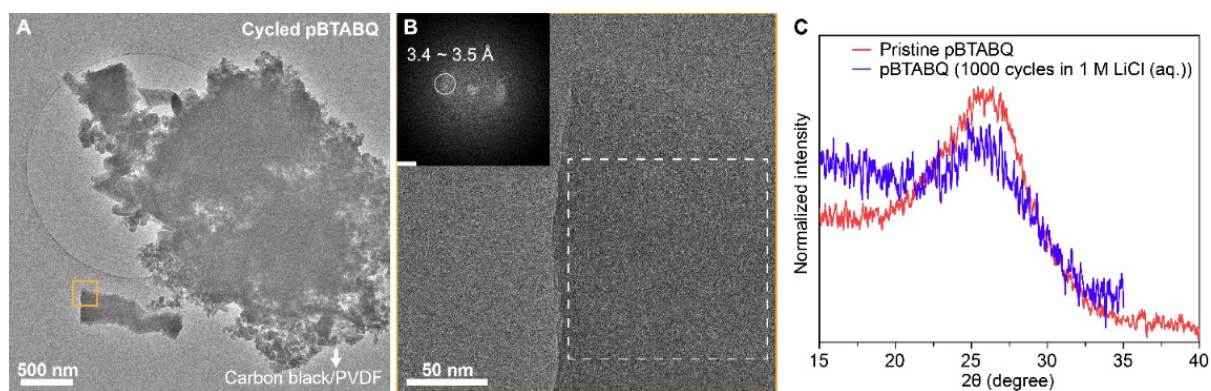 A
Cycled pBTABQ
500 nm
Carbon black/PVDF
B
3.4 ~ 3.5 Å
50 nm
C
Pristine pBTABQ
pBTABQ (1000 cycles in 1 M LiCl (aq.))
Normalized intensity
15 20 25 30 35 40
2θ (degree)